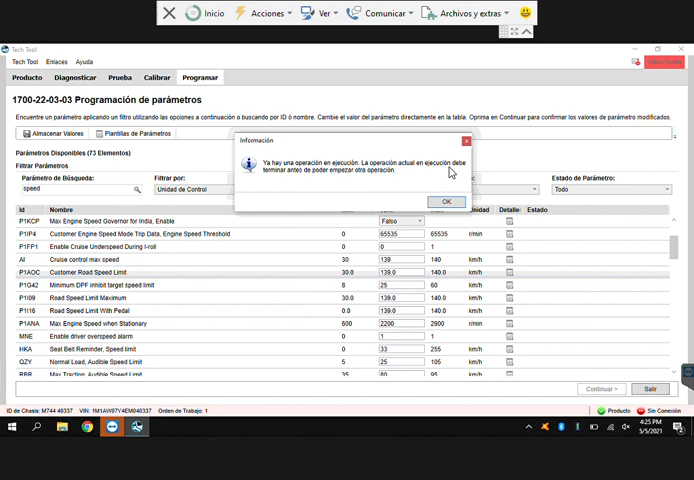 Inicio
Acciones
Ver
Comunicar
Archivos y extras
Tech Tool
Tech Tool Enlaces Ayuda
Producto Diagnosticar Prueba Calibrar Programar
1700-22-03-03 Programación de parámetros
Encuentre un parámetro aplicando un filtro utilizando las opciones a continuación o buscando por ID o nombre. Cambie el valor del parámetro directamente en la tabla. Oprima en Continuar para confirmar los valores de parámetro modificados.
Almacenar Valores Plantillas de Parámetros
Información
Ya hay una operación en ejecución. La operación actual en ejecución debe
terminar antes de poder empezar otra operación.
OK
Parámetros Disponibles (73 Elementos)
Filtrar Parámetros
Parámetro de Búsqueda: Filtrar por: Estado de Parámetro:
speed Unidad de Control Todo
Id Nombre Unidad Detalle Estado
P1KCP Max Engine Speed Governor for India, Enable Falso
P1IP4 Customer Engine Speed Mode Trip Data, Engine Speed Threshold 0 65535 65535 r/min
P1FP1 Enable Cruise Underspeed During I-roll 0 0 1
AI Cruise control max speed 30 139 140 km/h
P1AOC Customer Road Speed Limit 30.0 139.0 140.0 km/h
P1G42 Minimum DPF inhibit target speed limit 8 25 60 km/h
P1I09 Road Speed Limit Maximum 30.0 139.0 140.0 km/h
P1I16 Road Speed Limit With Pedal 0.0 139.0 140.0 km/h
P1ANA Max Engine Speed when Stationary 600 2200 2900 r/min
MNE Enable driver overspeed alarm 0 1 1
HKA Seat Bell Reminder, Speed limit 0 33 255 km/h
QZY Normal Load, Audible Speed Limit 5 25 105 km/h
RBR Max Traction, Audible Speed Limit 35 80 95 km/h
Continuar > Salir
ID de Chasis: M744 40337 VIN: 1M1AW07Y4EM040337 Orden de Trabajo: 1 Producto Sin Conexión
4:25 PM
5/5/2021